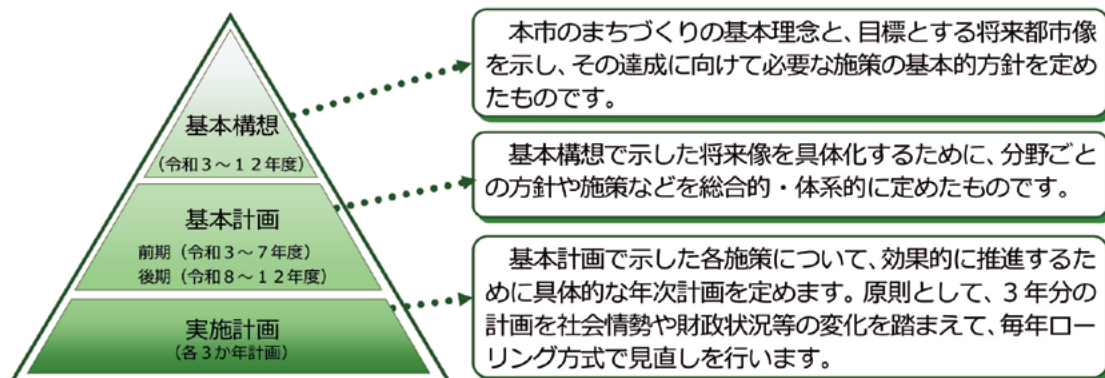 基本構想
(令和3~12年度)
本市のまちづくりの基本理念と、目標とする将来都市像
を示し、その達成に向けて必要な施策の基本的方針を定め
たものです。
基本計画
前期(令和3~7年度)
後期(令和8~12年度)
基本構想で示した将来像を具体化するために、分野ごと
の方針や施策などを総合的・体系的に定めたものです。
実施計画
(各3か年計画)
基本計画で示した各施策について、効果的に推進するた
めに具体的な年次計画を定めます。原則として、3年分の
計画を社会情勢や財政状況等の変化を踏まえて、毎年ロー
リング方式で見直しを行います。